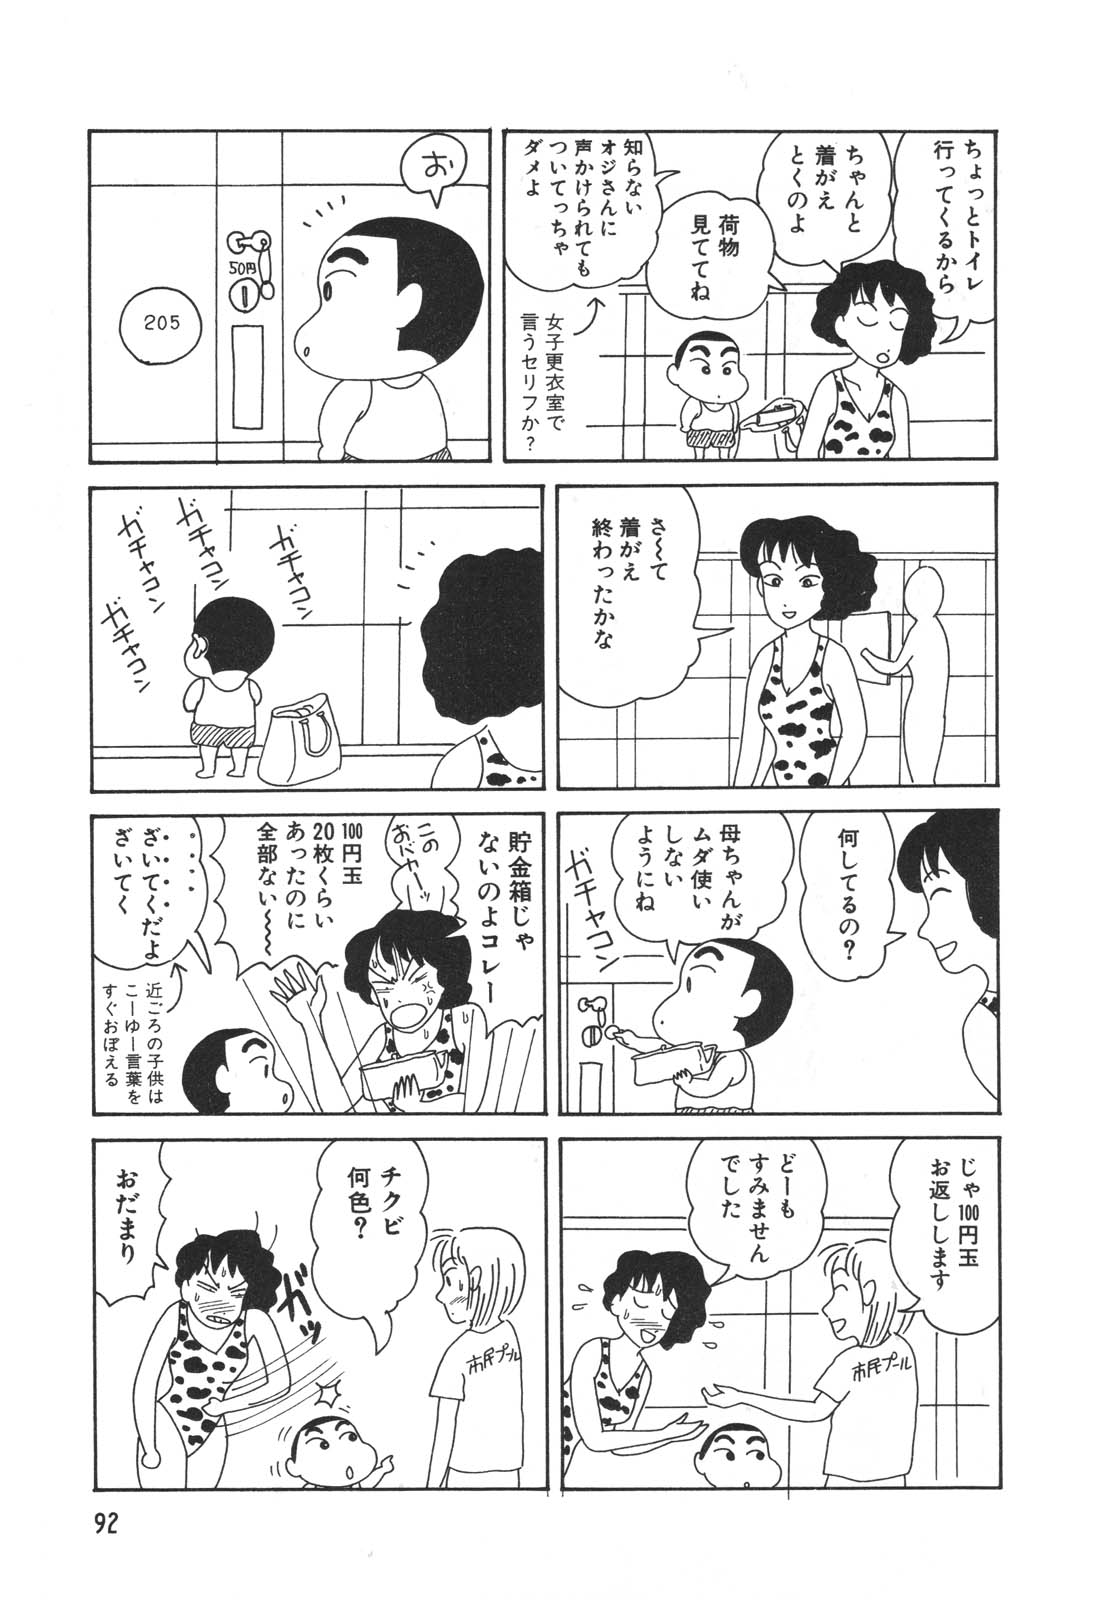 ちょっとトイレ
行ってくるから
ちゃんと
着がえ
とくのよ
荷物
見ててね
知らない
オジさんに
声かけられても
ついてっちゃ
ダメよ
女子更衣室で
言うセリフか?
お
50円
205
さ〜て
着がえ
終わったかな
ガチャコン
ガチャコン
ガチャコン
ガチャコン
何してるの?
母ちゃんが
ムダ使い
しない
ようにね
ガチャコン
貯金箱じゃ
ないのよコレー
この
おバカーッ
100円玉
20枚くらい
あったのに
全部ない〜〜〜
‥‥‥
ざいてくだよ
ざいてく
近ごろの子供は
こーゆー言葉を
すぐおぼえる
じゃ100円玉
お返しします
どーも
すみません
でした
市民プール
チクビ
何色?
市民プール
ガッ
おだまり
92